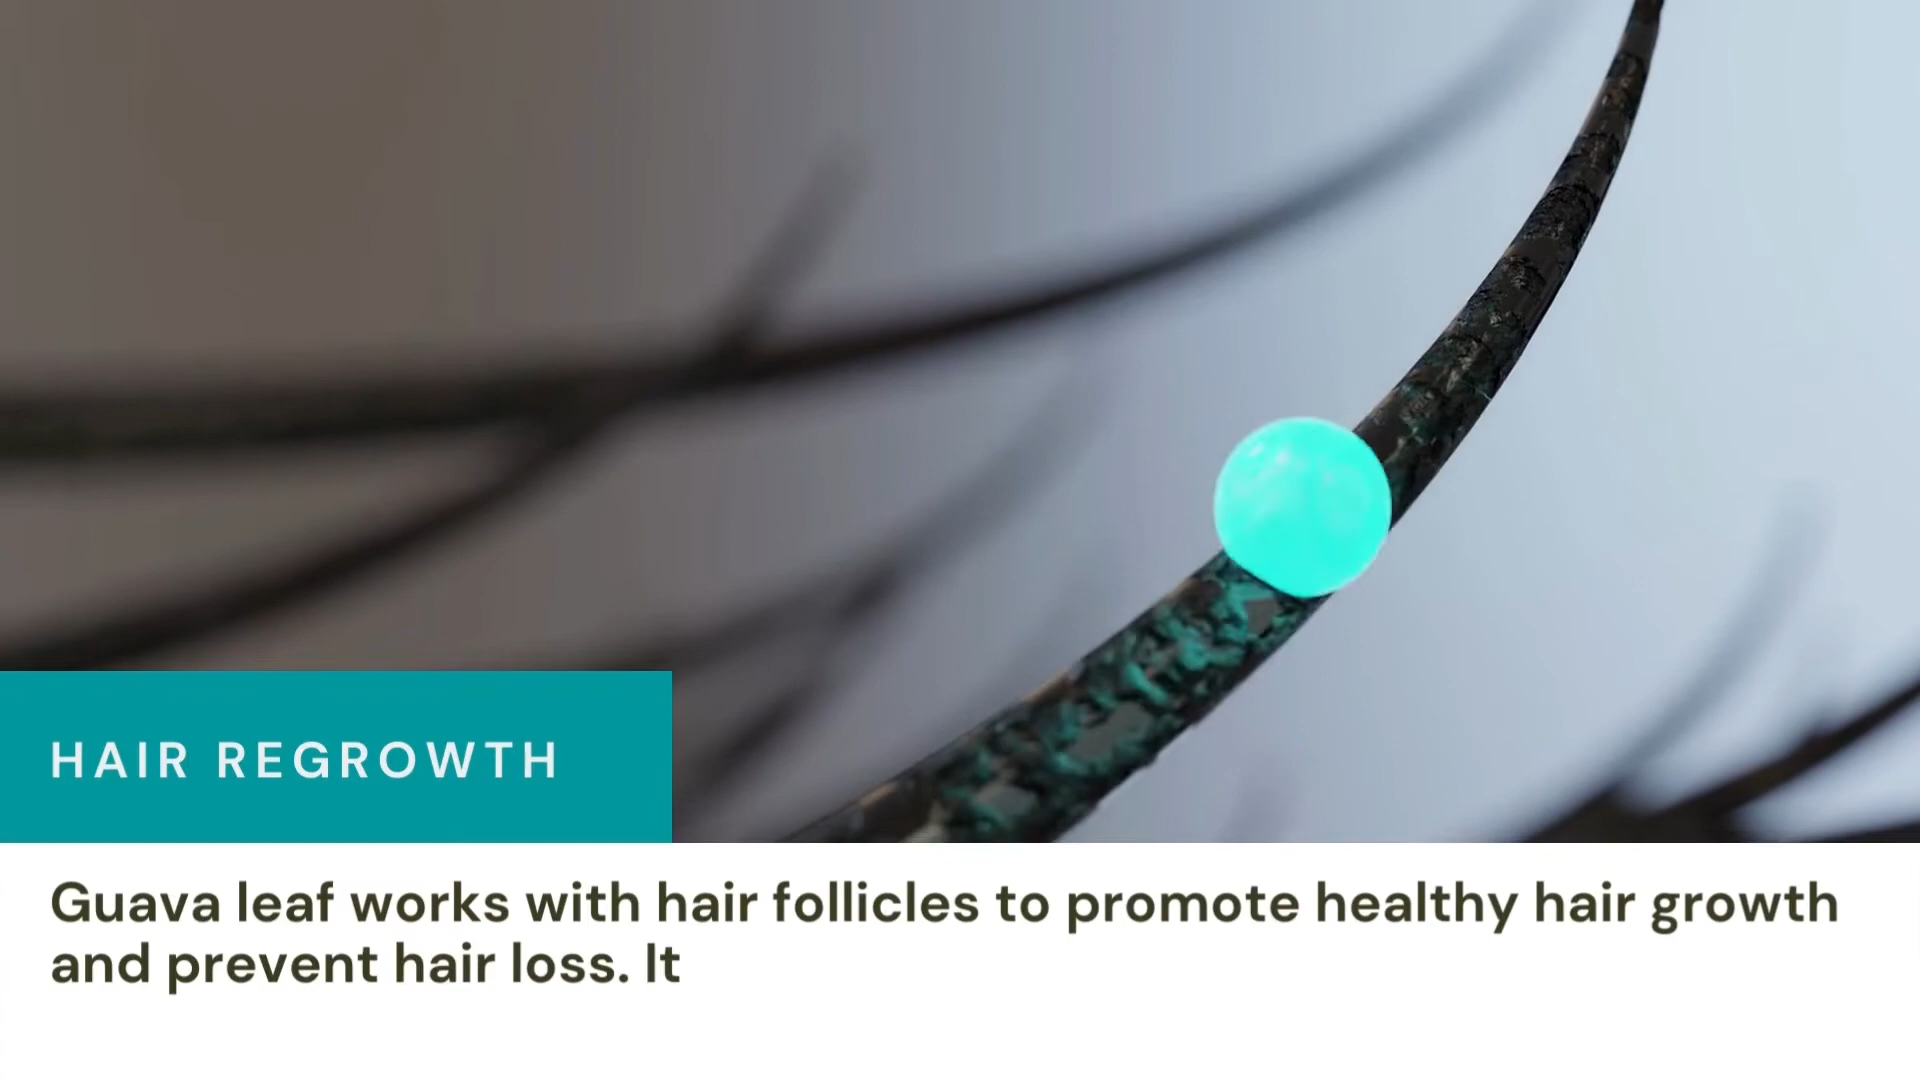 HAIR REGROWTH
Guava leaf works with hair follicles to promote healthy hair growth
and prevent hair loss. It